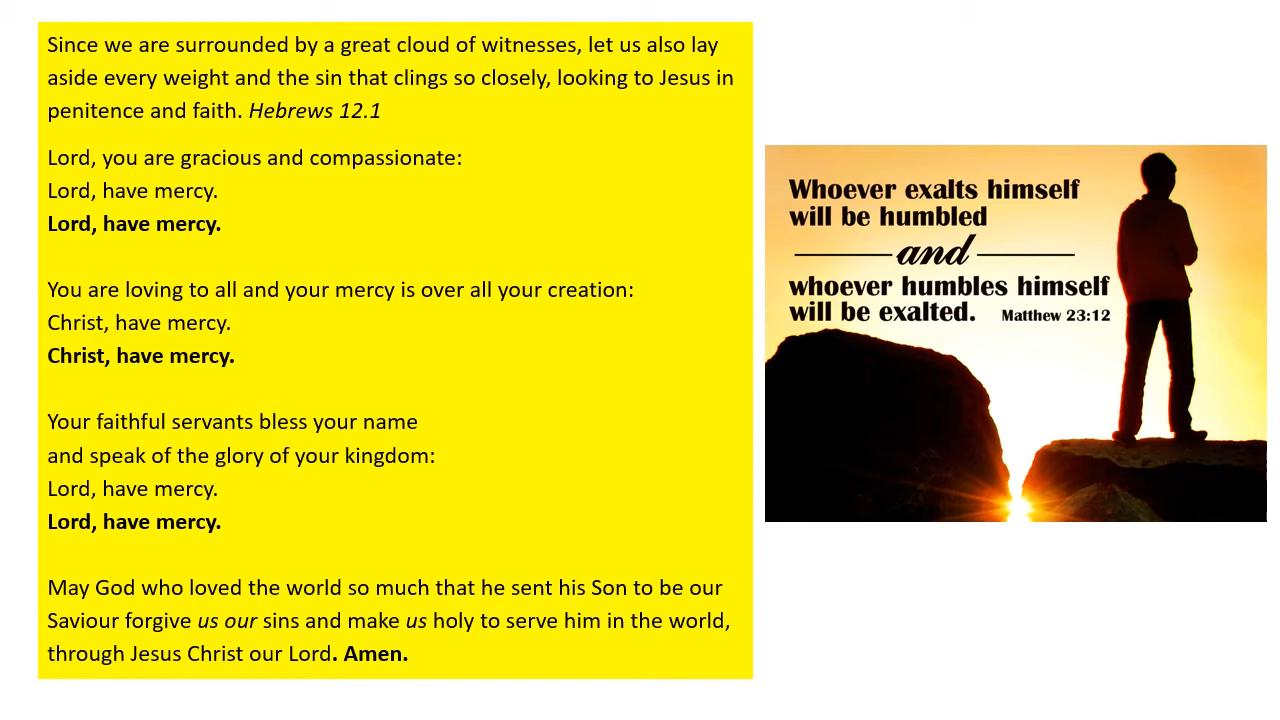 Since we are surrounded by a great cloud of witnesses, let us also lay
aside every weight and the sin that clings so closely, looking to Jesus in
penitence and faith. Hebrews 12.1
Lord, you are gracious and compassionate:
Lord, have mercy.
Lord, have mercy.
You are loving to all and your mercy is over all your creation:
Christ, have mercy.
Christ, have mercy.
Your faithful servants bless your name
and speak of the glory of your kingdom:
Lord, have mercy.
Lord, have mercy.
May God who loved the world so much that he sent his Son to be our
Saviour forgive us our sins and make us holy to serve him in the world,
through Jesus Christ our Lord. Amen.
Whoever exalts himself
will be humbled
and
whoever humbles himself
will be exalted. Matthew 23:12